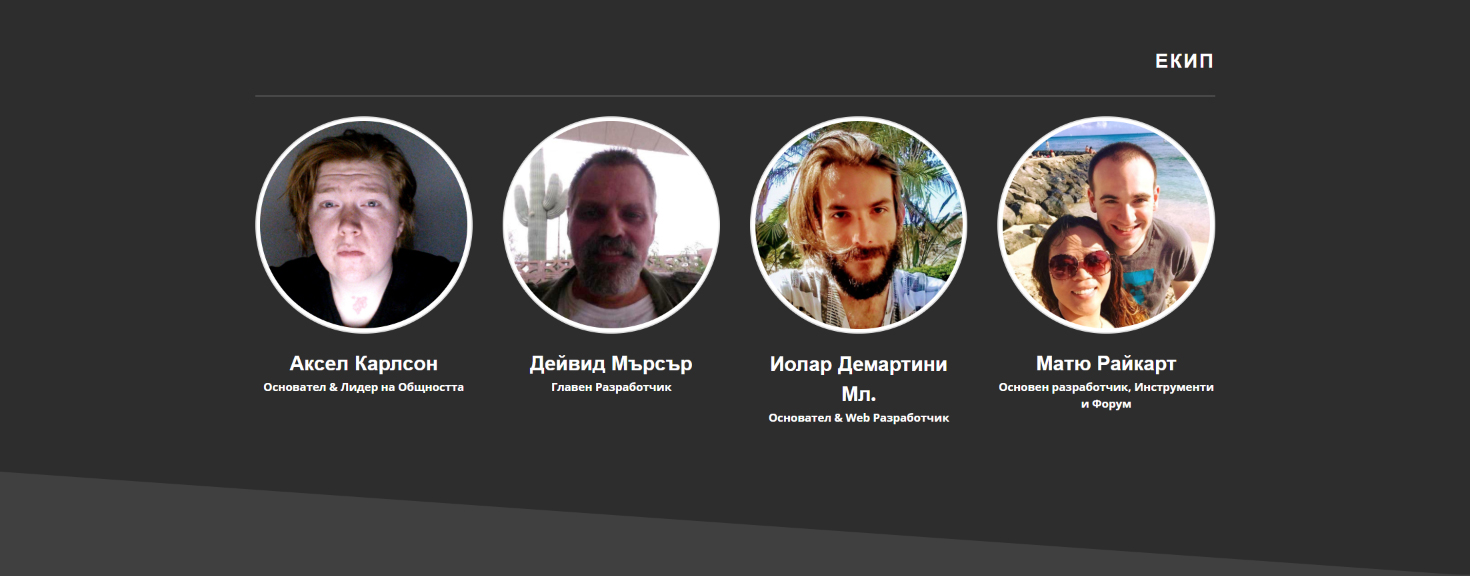 ЕКИП
Аксел Карлсон
Основател & Лидер на Общността
Дейвид Мърсър
Главен Разработчик
Иолар Демартини
Мл.
Основател & Web Разработчик
Матю Райкарт
Основен разработчик, Инструменти
и Форум